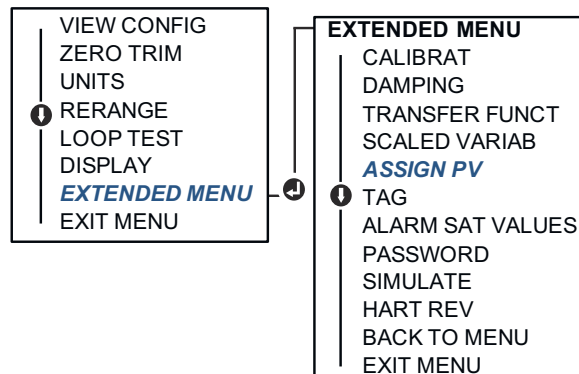 VIEW CONFIG
ZERO TRIM
UNITS
RERANGE
LOOP TEST
DISPLAY
EXTENDED MENU
EXIT MENU
EXTENDED MENU
CALIBRAT
DAMPING
TRANSFER FUNCT
SCALED VARIAB
ASSIGN PV
TAG
ALARM SAT VALUES
PASSWORD
SIMULATE
HART REV
BACK TO MENU
EXIT MENU